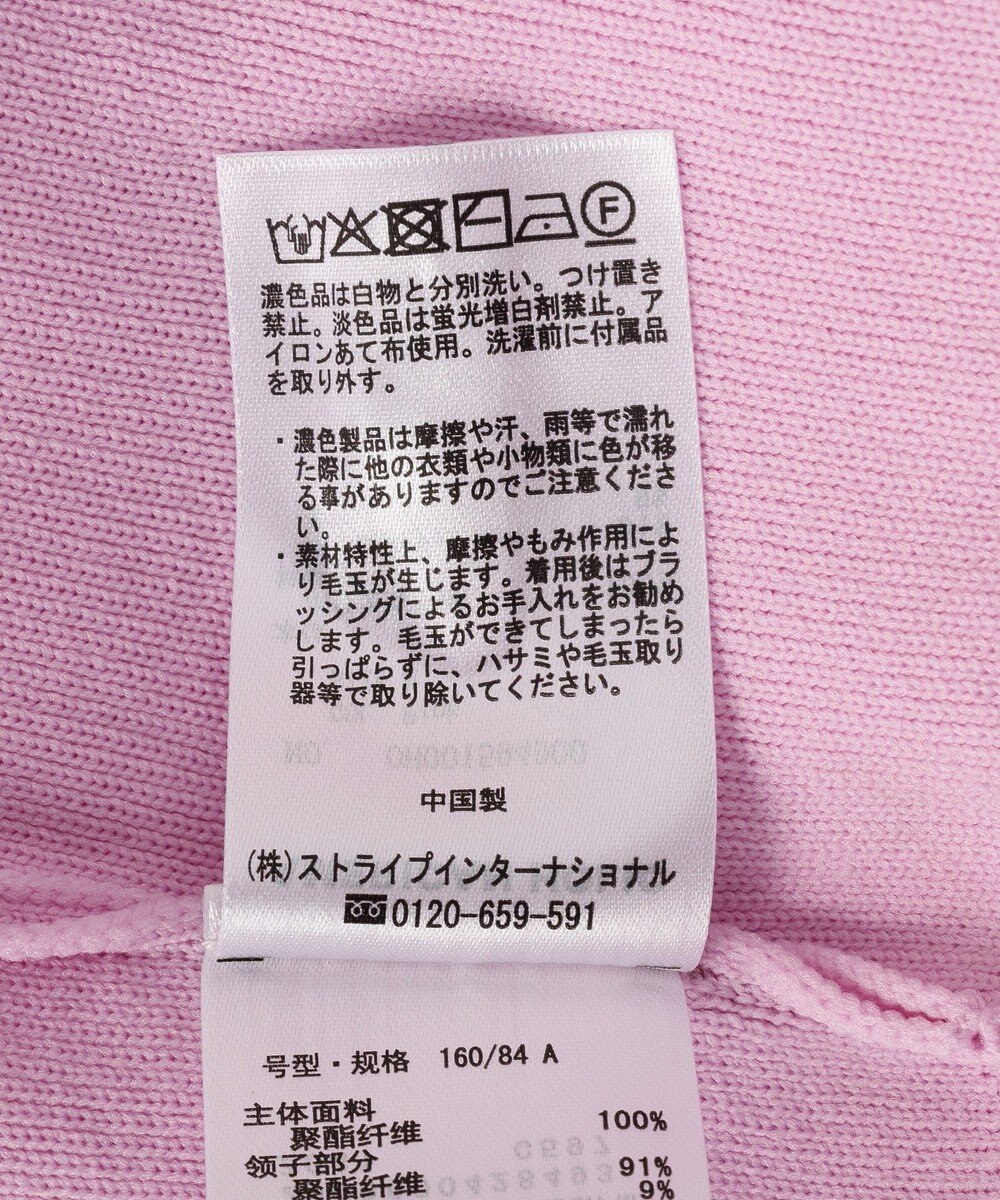 F
濃色品は白物と分別洗い。つけ置き
禁止。淡色品は蛍光増白剤禁止。ア
イロンあて布使用。洗濯前に付属品
を取り外す。
・濃色製品は摩擦や汗、雨等で濡れ
た際に他の衣類や小物類に色が移
る事がありますのでご注意くださ
い。
・素材特性上、摩擦やもみ作用によ
り毛玉が生じます。着用後はブラ
ッシングによるお手入れをお勧め
します。毛玉ができてしまったら
引っぱらずに、ハサミや毛玉取り
器等で取り除いてください。
中国製
(株)ストライプインターナショナル
0120-659-591
号型・规格 160/84 A
主体面料
聚酯纤维 100%
领子部分
聚酯纤维 91%
9%